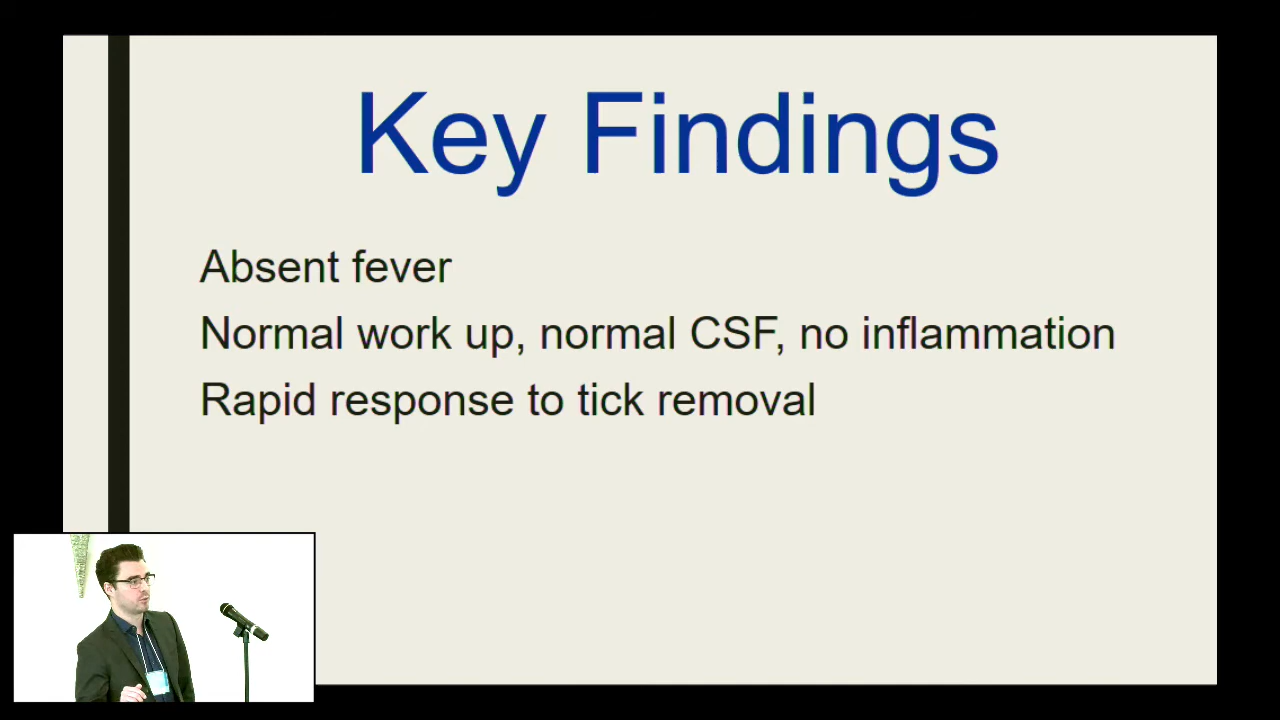 Key Findings
Absent fever
Normal work up, normal CSF, no inflammation
Rapid response to tick removal